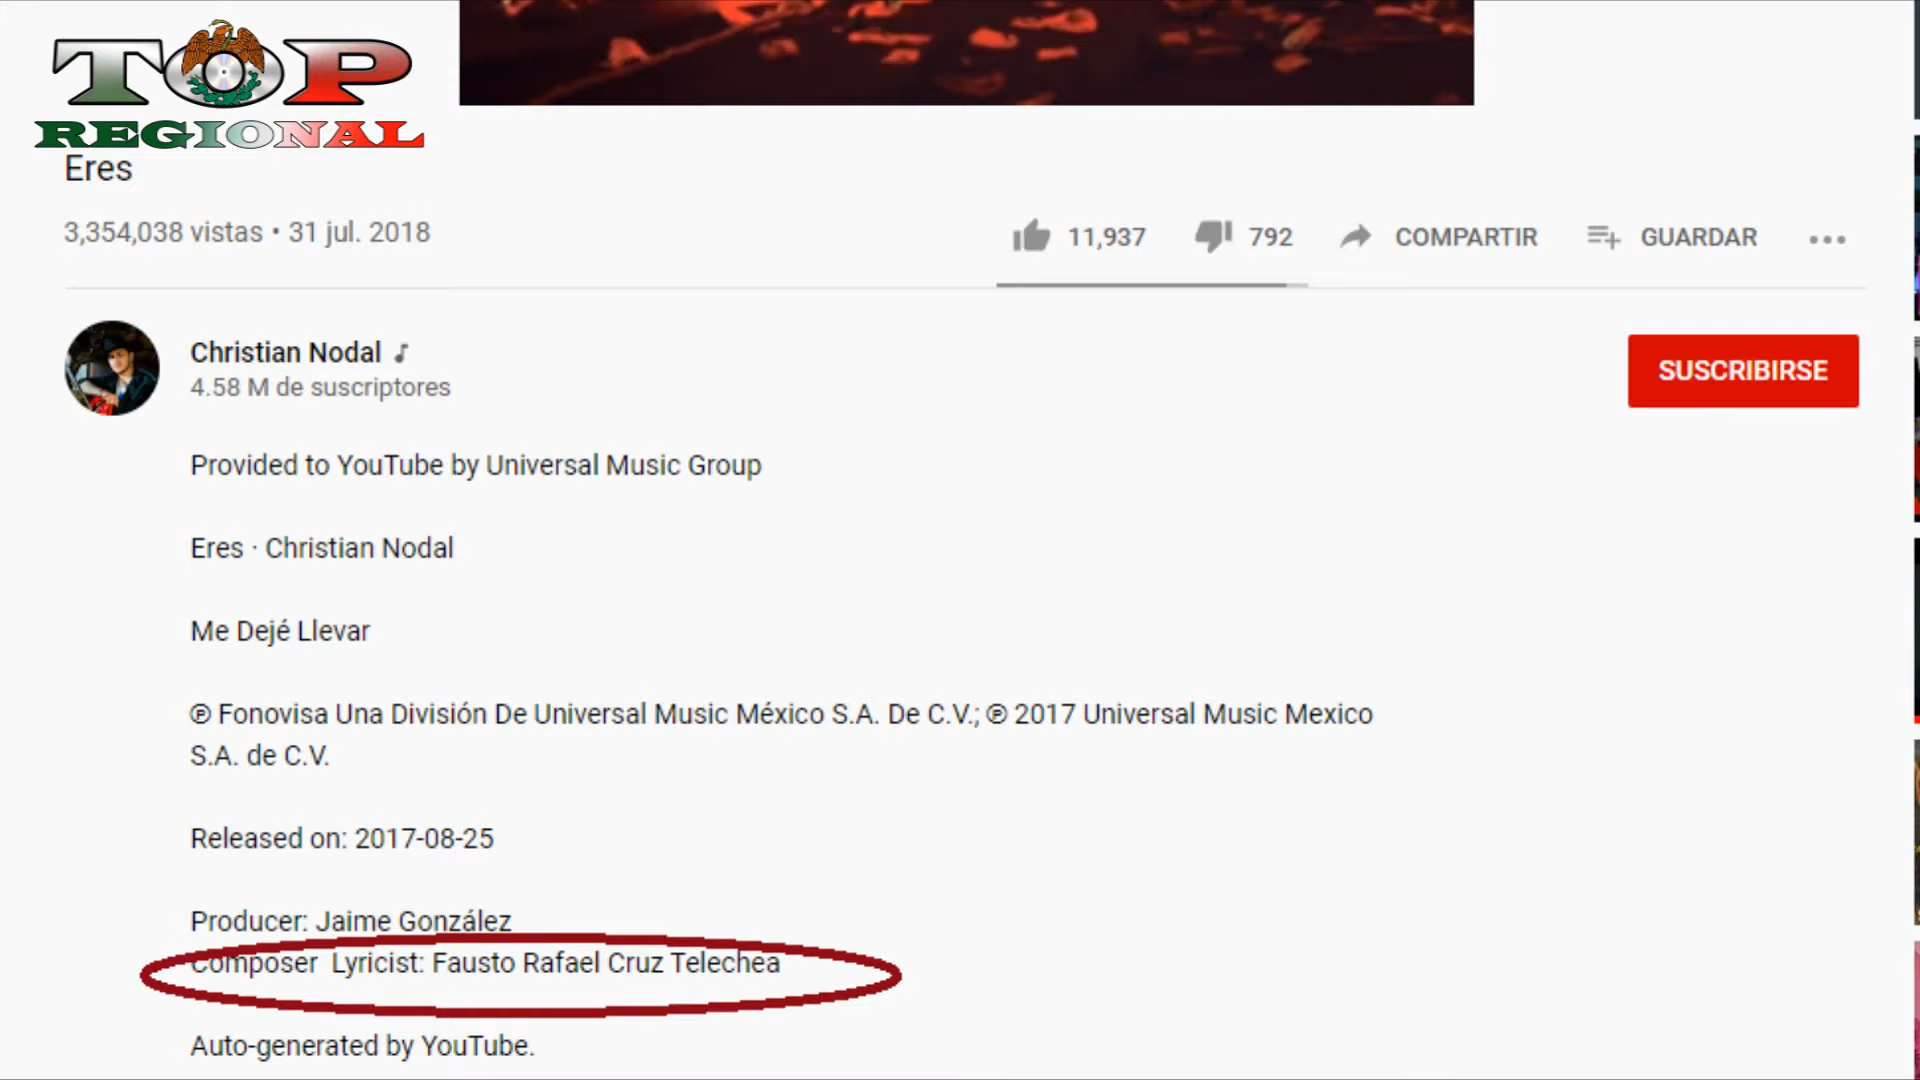 TOP
REGIONAL
Eres
3,354,038 vistas • 31 jul. 2018
11,937
792
COMPARTIR
GUARDAR
Christian Nodal
4.58 M de suscriptores
SUSCRIBIRSE
Provided to YouTube by Universal Music Group
Eres · Christian Nodal
Me Dejé Llevar
℗ Fonovisa Una División De Universal Music México S.A. De C.V.; ℗ 2017 Universal Music Mexico
S.A. de C.V.
Released on: 2017-08-25
Producer: Jaime González
Composer  Lyricist: Fausto Rafael Cruz Telechea
Auto-generated by YouTube.